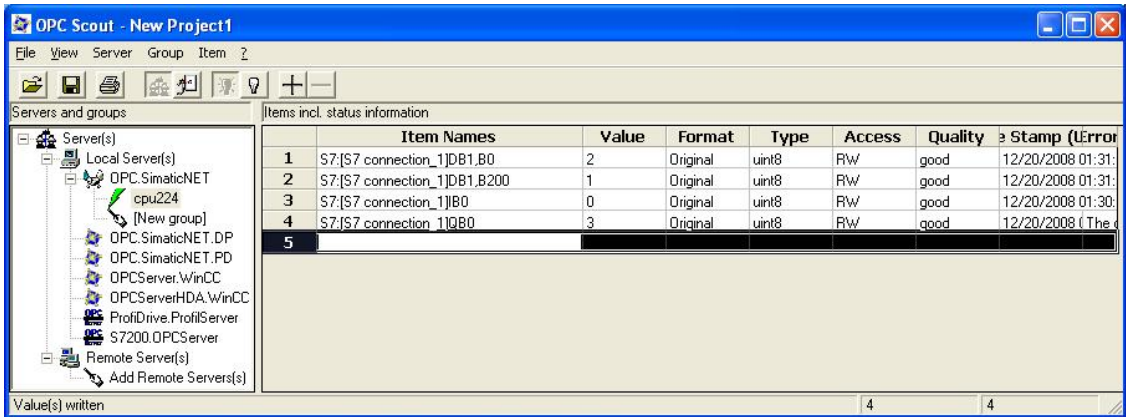 OPC Scout - New Project1
File View Server Group Item ?
Servers and groups
Items incl. status information
Server(s)
Local Server(s)
OPC.SimaticNET
cpu224
[New group]
OPC.SimaticNET.DP
OPC.SimaticNET.PD
OPCServer.WinCC
OPCServerHDA.WinCC
ProfiDrive.ProfilServer
S7200.OPCServer
Remote Server(s)
Add Remote Servers(s)
Item Names Value Format Type Access Quality Stamp (U Error
1 S7:[S7 connection_1]DB1,B0 2 Original uint8 RW good 12/20/2008 01:31:
2 S7:[S7 connection_1]DB1,B200 1 Original uint8 RW good 12/20/2008 01:31:
3 S7:[S7 connection_1]IB0 0 Original uint8 RW good 12/20/2008 01:30:
4 S7:[S7 connection_1]QB0 3 Original uint8 RW good 12/20/2008 The
5
Value(s) written 4 4